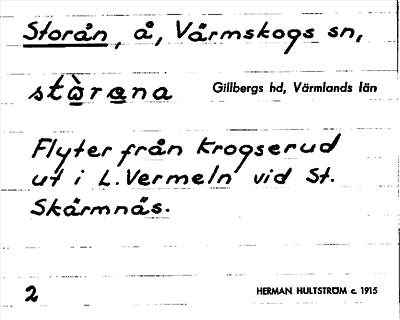 Storån, å, Värmskogs sn,
stårana Gillbergs hd, Värmlands län
Flyter från Krogserud
ut i L. Vermeln vid St.
Skärmnäs.
2 HERMAN HULTSTRÖM c. 1915